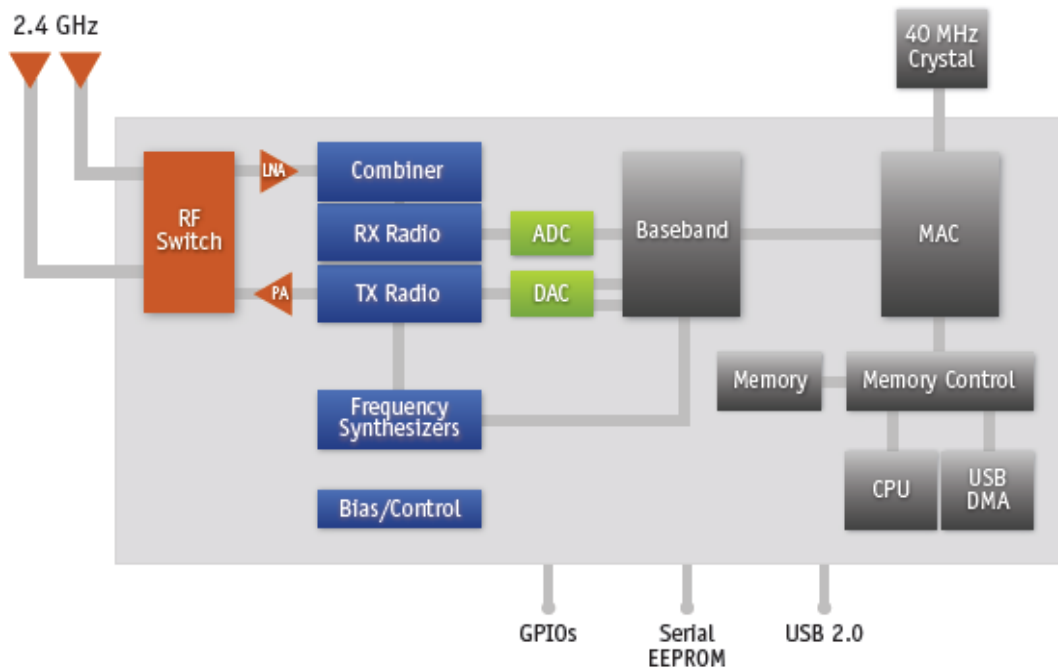 2.4 GHz
40 MHz
Crystal
RF
Switch
LNA
PA
Combiner
RX Radio
TX Radio
ADC
DAC
Baseband
MAC
Frequency
Synthesizers
Bias/Control
Memory
Memory Control
CPU
USB
DMA
GPIOs
Serial
EEPROM
USB 2.0